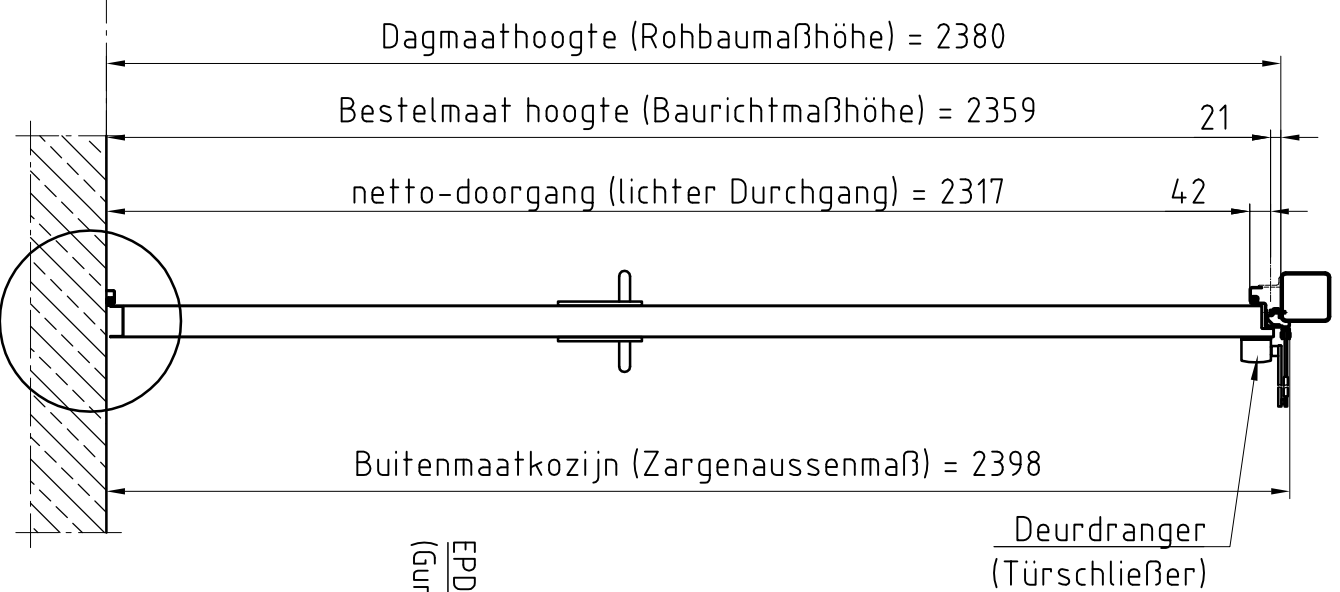 Dagmaathoogte (Rohbaumaßhöhe) = 2380
Bestelmaat hoogte (Baurichtmaßhöhe) = 2359
21
netto-doorgang (lichter Durchgang) = 2317
42
Buitenmaatkozijn (Zargenaussenmaß) = 2398
Deurdranger
(Türschließer)
EPD
(Gur